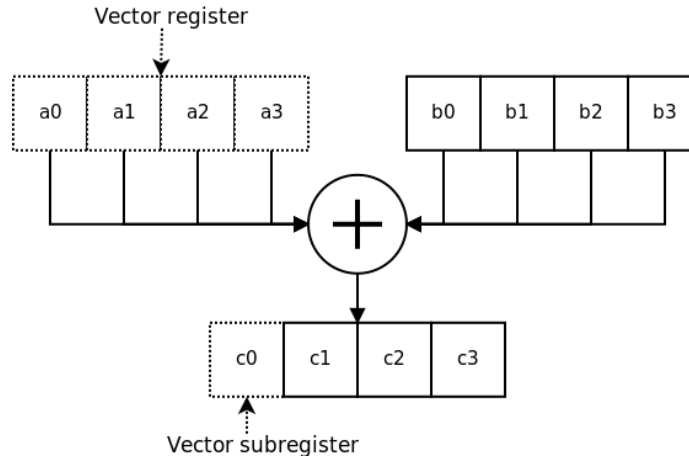 Vector register
a0 a1 a2 a3 b0 b1 b2 b3
c0 c1 c2 c3
Vector subregister